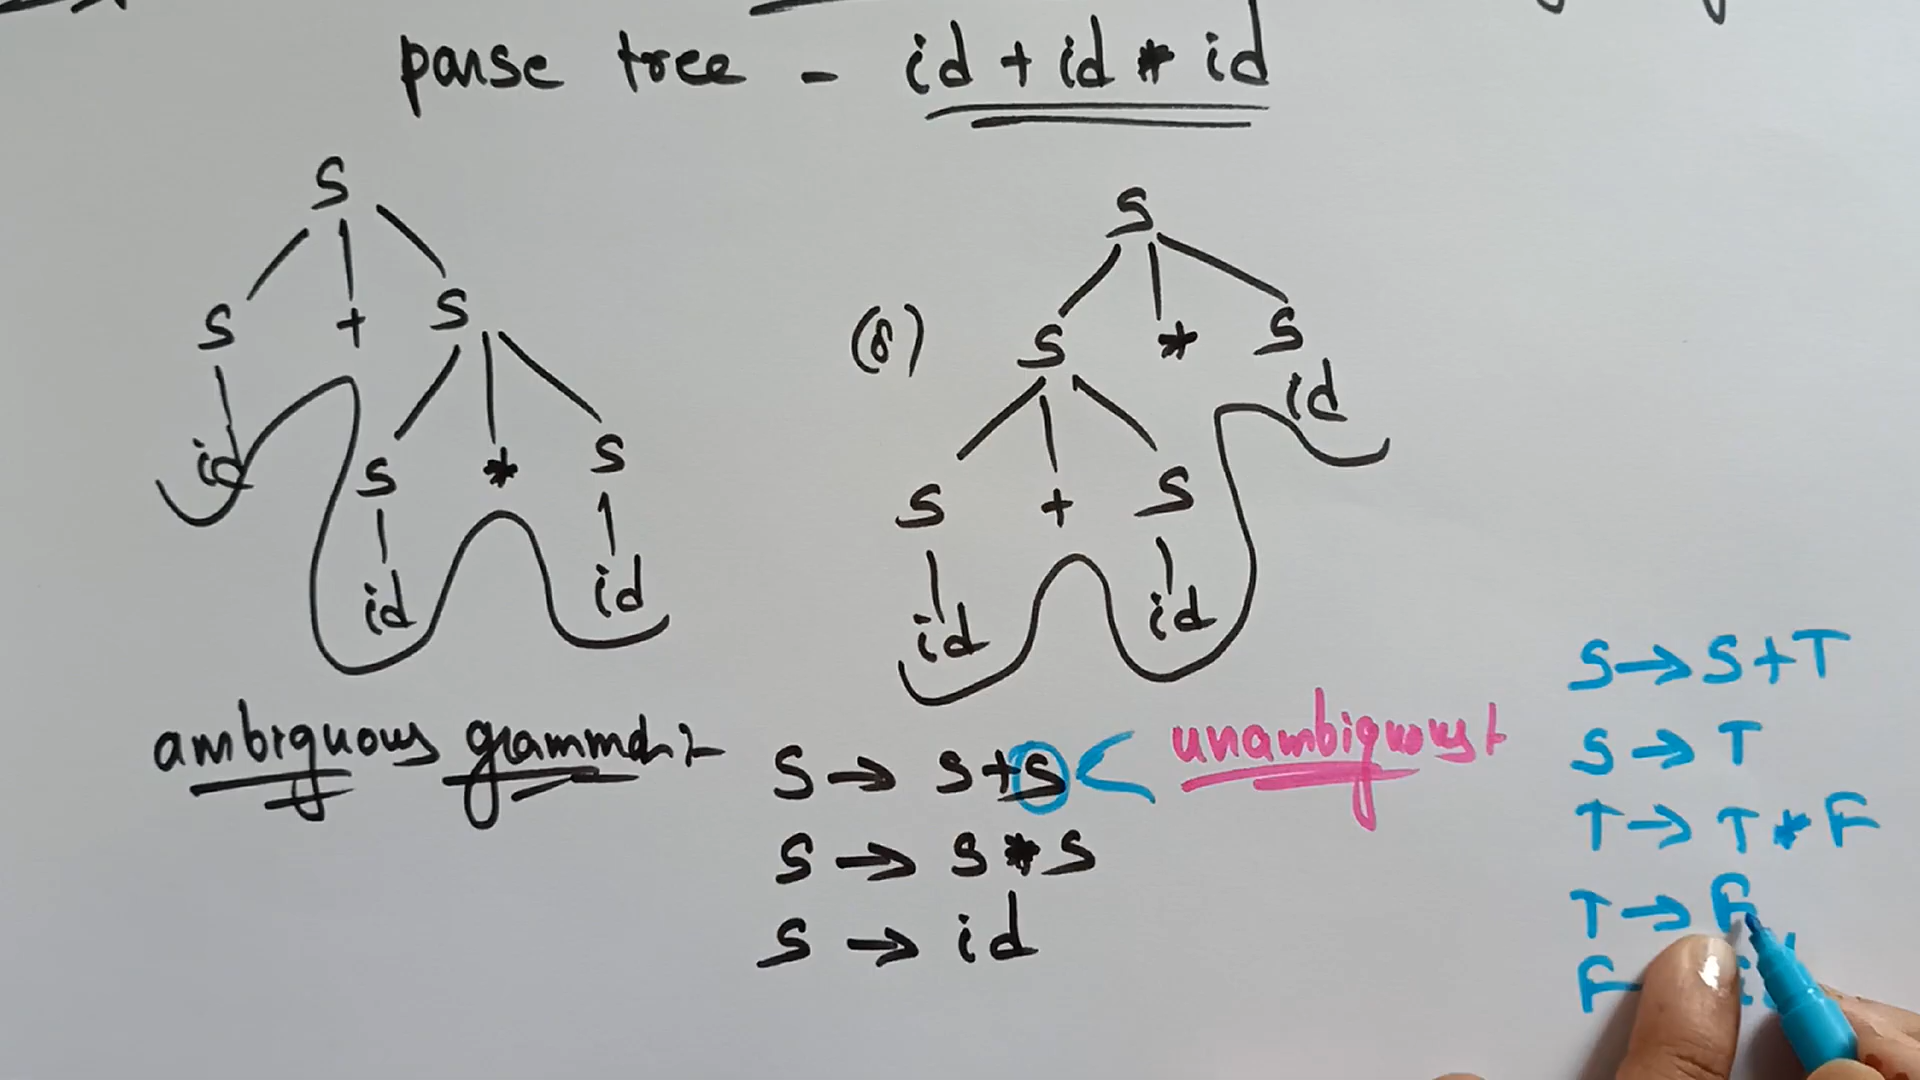 parse tree - id + id * id
S
S + S
id
S * S
id id
(or)
S
S * S
id
S + S
id id
ambiguous grammar:-
S → S+S
S → S*S
S → id
unambiguous:
S → S+T
S → T
T → T * F
T → F
F